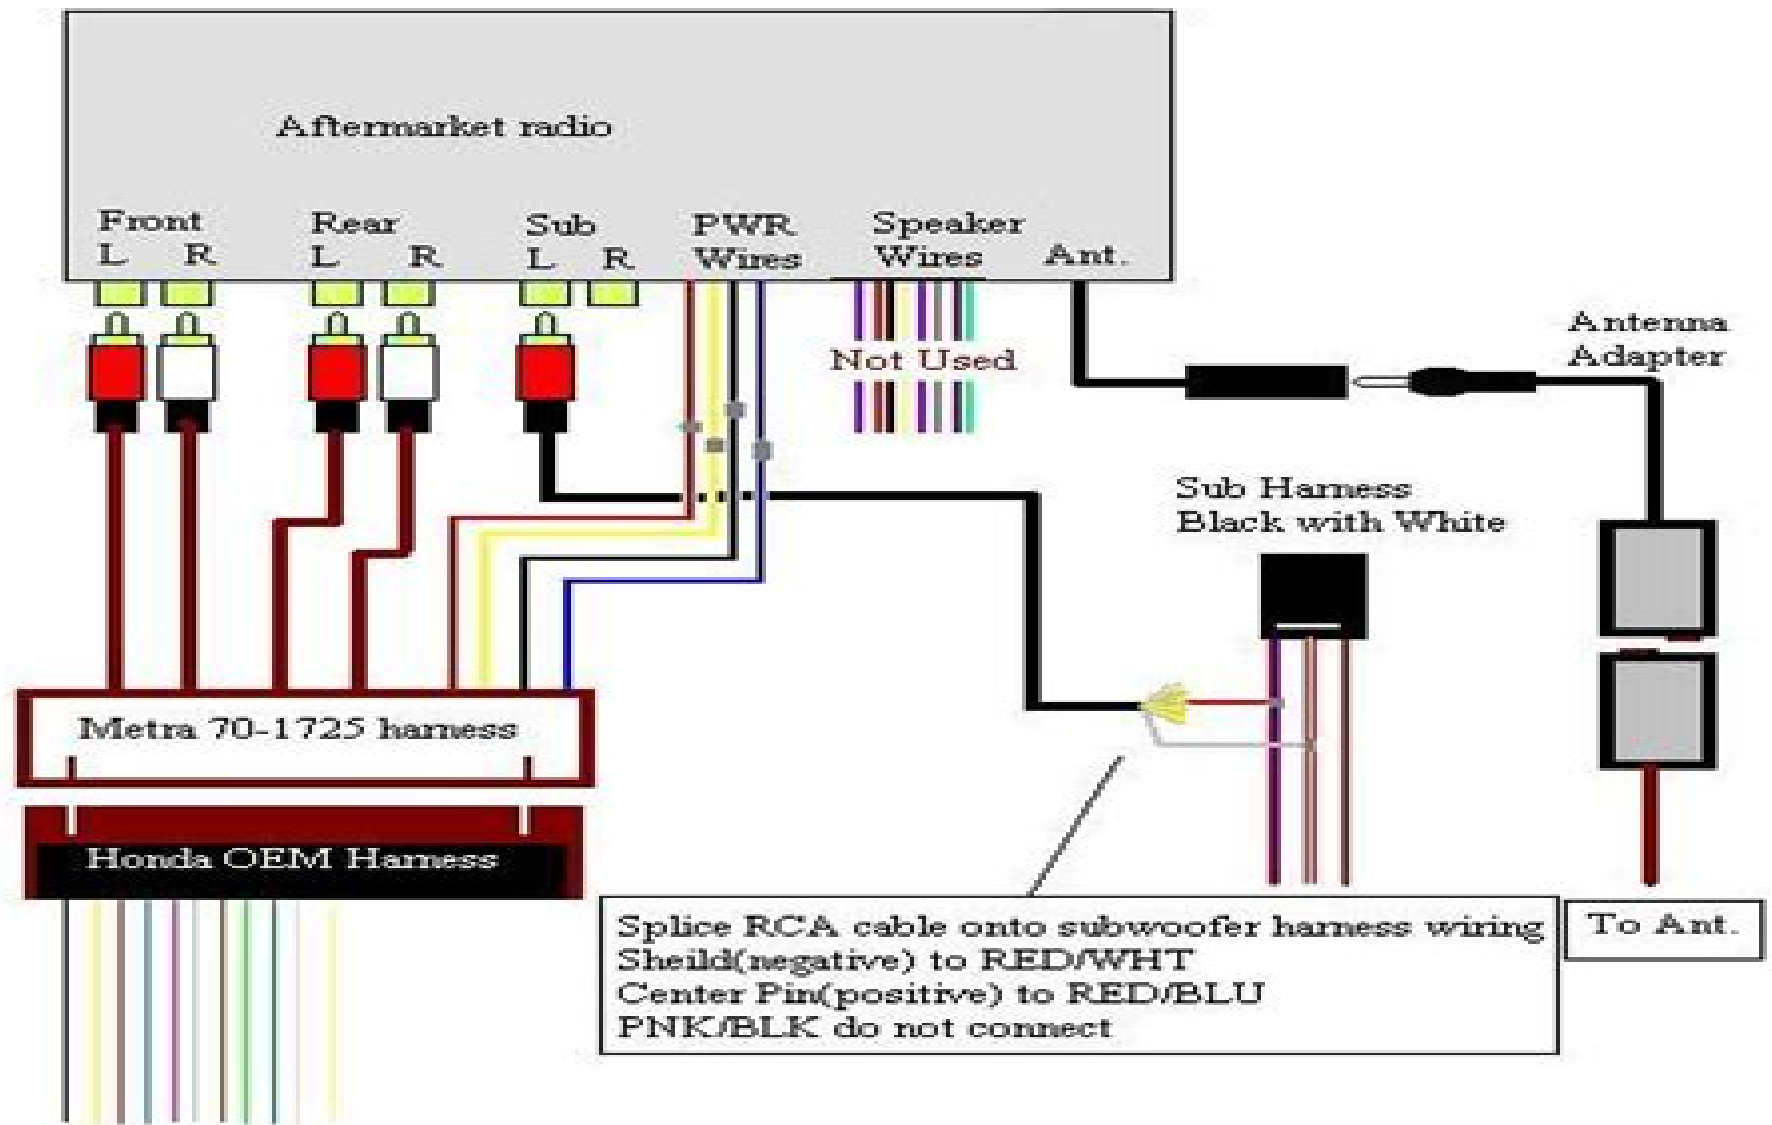 Aftermarket radio
Front
L R
Rear
L R
Sub
L R
PWR
Wires
Speaker
Wires
Ant.
Not Used
Antenna
Adapter
Sub Harness
Black with White
Metra 70-1725 harness
Honda OEM Harness
Splice RCA cable onto subwoofer harness wiring
Sheild(negative) to RED/WHT
Center Pin(positive) to RED/BLU
PNK/BLK do not connect
To Ant.